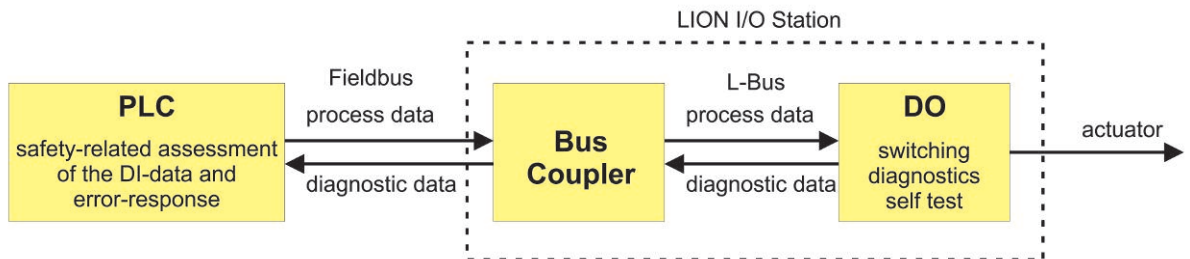 LION I/O Station
PLC
safety-related assessment
of the DI-data and
error-response
Fieldbus
process data
diagnostic data
Bus
Coupler
L-Bus
process data
diagnostic data
DO
switching
diagnostics
self test
actuator